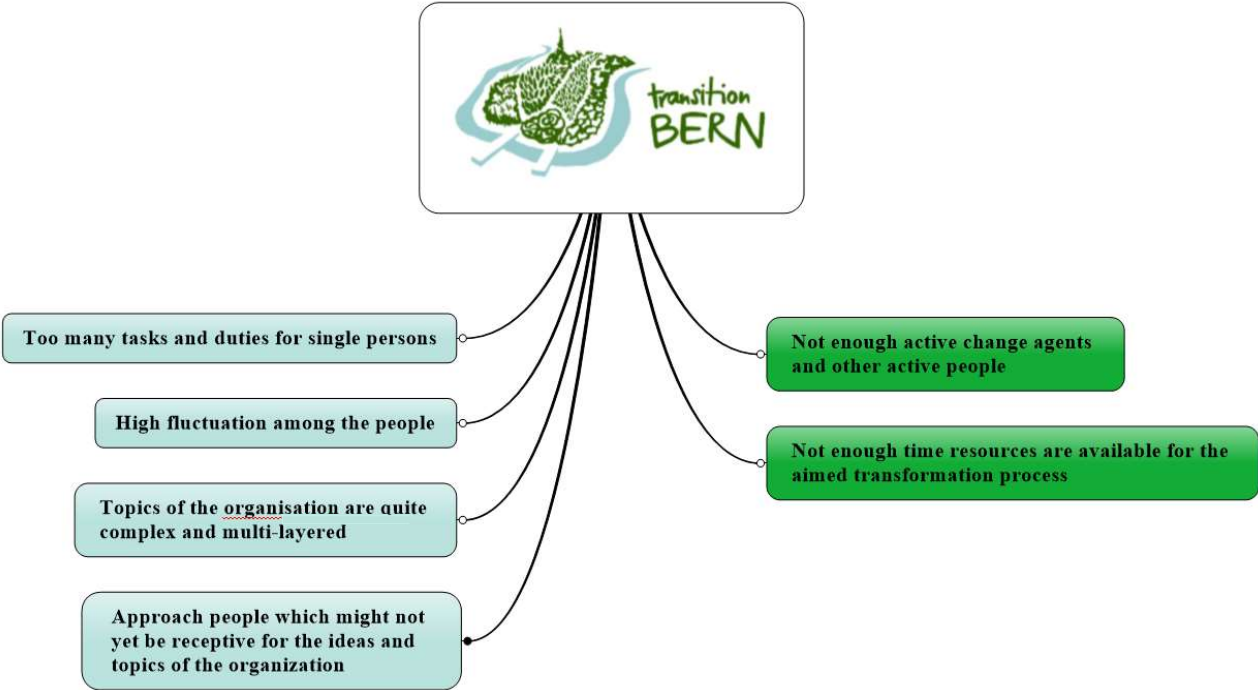 transition
BERN
Too many tasks and duties for single persons
High fluctuation among the people
Topics of the organisation are quite
complex and multi-layered
Approach people which might not
yet be receptive for the ideas and
topics of the organization
Not enough active change agents
and other active people
Not enough time resources are available for the
aimed transformation process